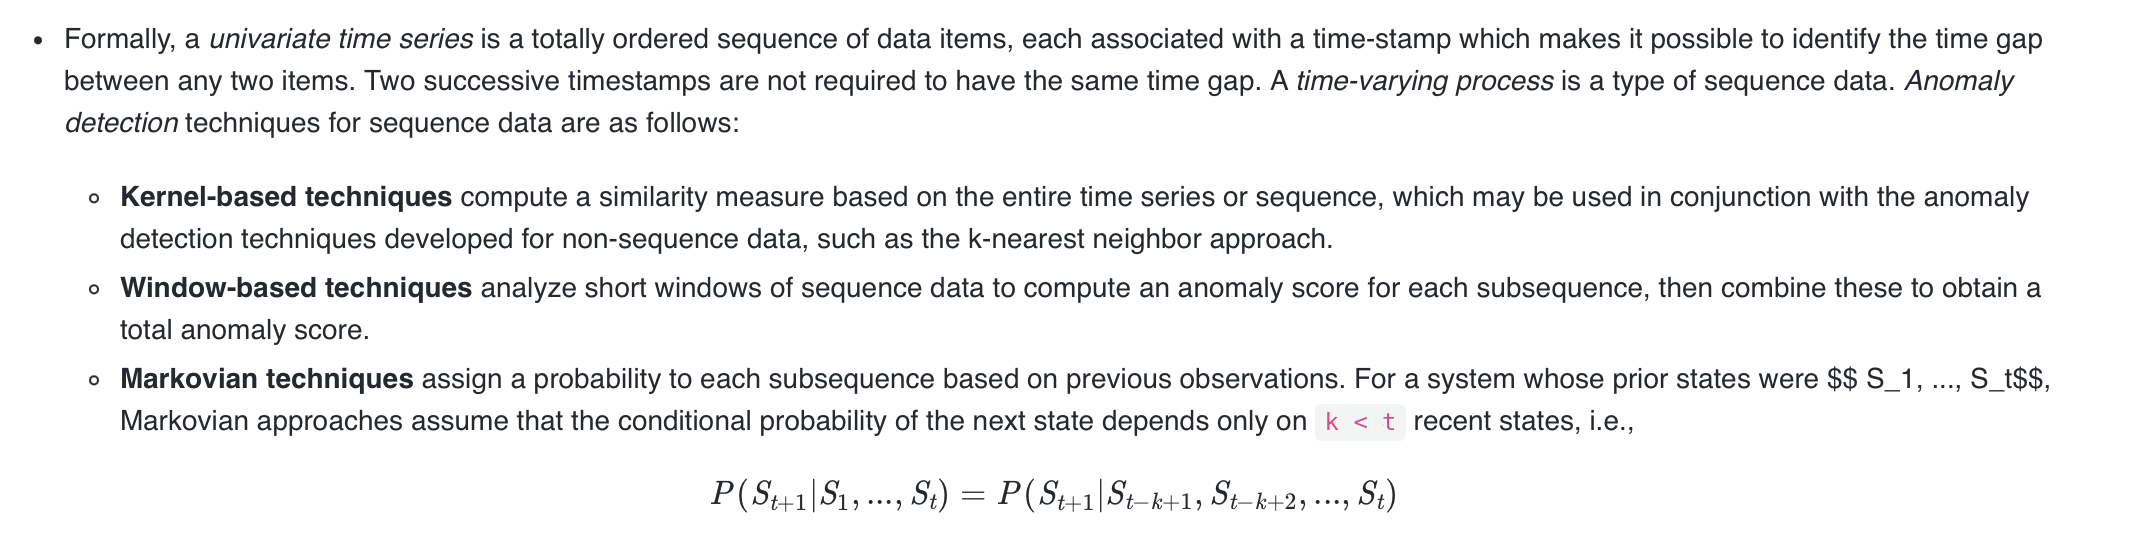 • Formally, a univariate time series is a totally ordered sequence of data items, each associated with a time-stamp which makes it possible to identify the time gap
between any two items. Two successive timestamps are not required to have the same time gap. A time-varying process is a type of sequence data. Anomaly
detection techniques for sequence data are as follows:
◦ Kernel-based techniques compute a similarity measure based on the entire time series or sequence, which may be used in conjunction with the anomaly
detection techniques developed for non-sequence data, such as the k-nearest neighbor approach.
◦ Window-based techniques analyze short windows of sequence data to compute an anomaly score for each subsequence, then combine these to obtain a
total anomaly score.
◦ Markovian techniques assign a probability to each subsequence based on previous observations. For a system whose prior states were $$ S_1, ..., S_t$$,
Markovian approaches assume that the conditional probability of the next state depends only on k < t recent states, i.e.,
P(S_{t+1}|S_1, ..., S_t) = P(S_{t+1}|S_{t−k+1}, S_{t−k+2}, ..., S_t)